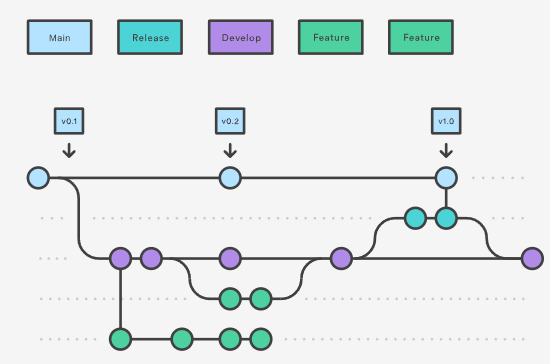 Main
Release
Develop
Feature
Feature
v0.1
v0.2
v1.0